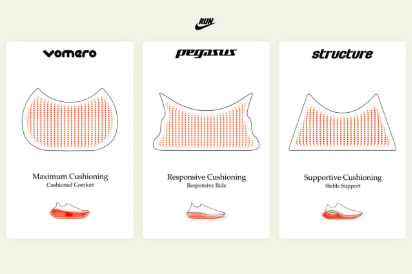 RUN
vomero
pegasus
structure
Maximum Cushioning
Cushioned Comfort
Responsive Cushioning
Responsive Ride
Supportive Cushioning
Stable Support